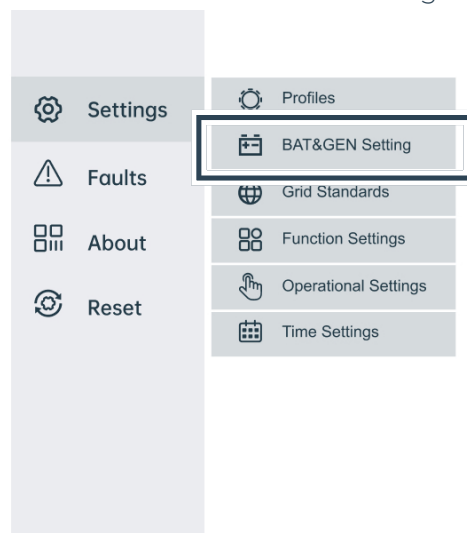 Settings
Faults
About
Reset
Profiles
BAT&GEN Setting
Grid Standards
Function Settings
Operational Settings
Time Settings